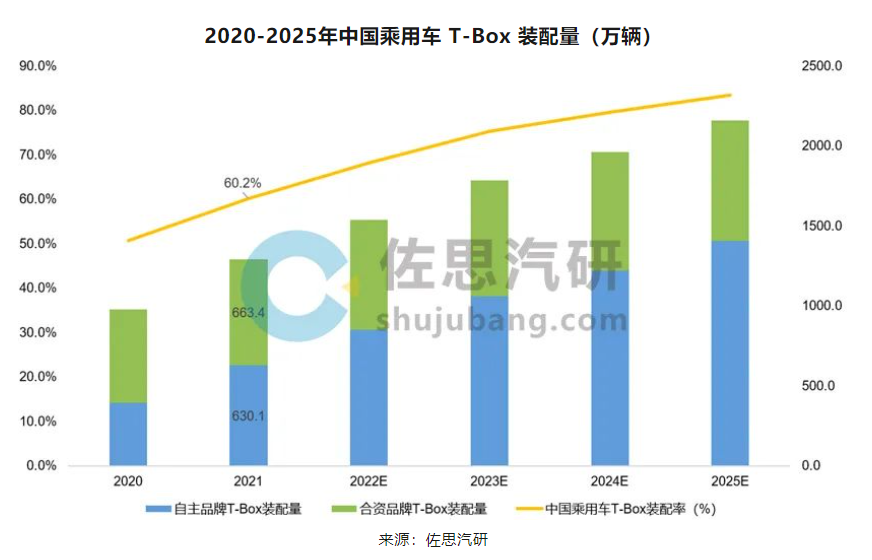 2020-2025年中国乘用车 T-Box 装配量（万辆）
90.0%
80.0%
70.0%
60.0%
50.0%
40.0%
30.0%
20.0%
10.0%
0.0%
2500.0
2000.0
1500.0
1000.0
500.0
0.0
60.2%
663.4
630.1
佐思汽研
shujubang.com
2020
2021
2022E
2023E
2024E
2025E
自主品牌T-Box装配量
合资品牌T-Box装配量
中国乘用车T-Box装配率（%）
来源：佐思汽研